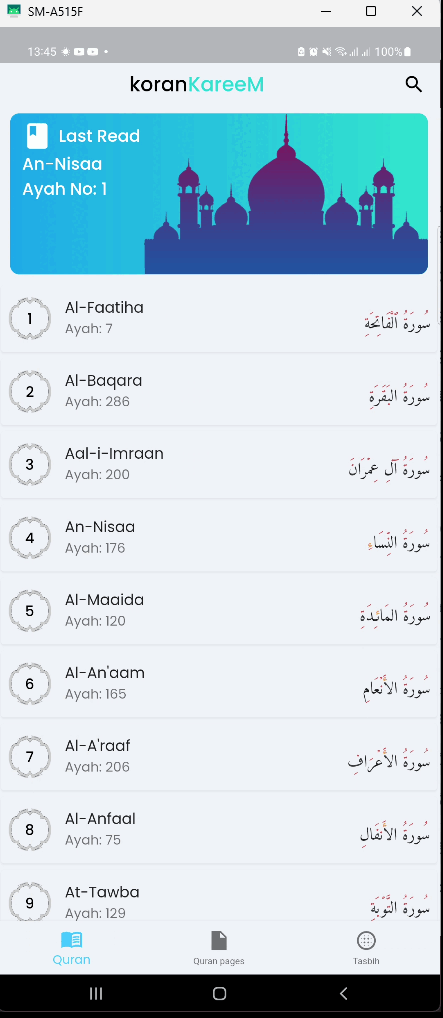 SM-A515F
13:45
100%
koranKareeM
Last Read
An-Nisaa
Ayah No: 1
1
Al-Faatiha
Ayah: 7
سُورَةُ ٱلْفَاتِحَةِ
2
Al-Baqara
Ayah: 286
سُورَةُ البَقَرَةِ
3
Aal-i-Imraan
Ayah: 200
سُورَةُ آلِ عِمۡرَانَ
4
An-Nisaa
Ayah: 176
سُورَةُ النِّسَاءِ
5
Al-Maaida
Ayah: 120
سُورَةُ المَائـِدَةِ
6
Al-An'aam
Ayah: 165
سُورَةُ الأَنۡعَامِ
7
Al-A'raaf
Ayah: 206
سُورَةُ الأَعۡرَافِ
8
Al-Anfaal
Ayah: 75
سُورَةُ الأَنفَالِ
9
At-Tawba
Ayah: 129
سُورَةُ التَّوۡبَةِ
Quran
Quran pages
Tasbih